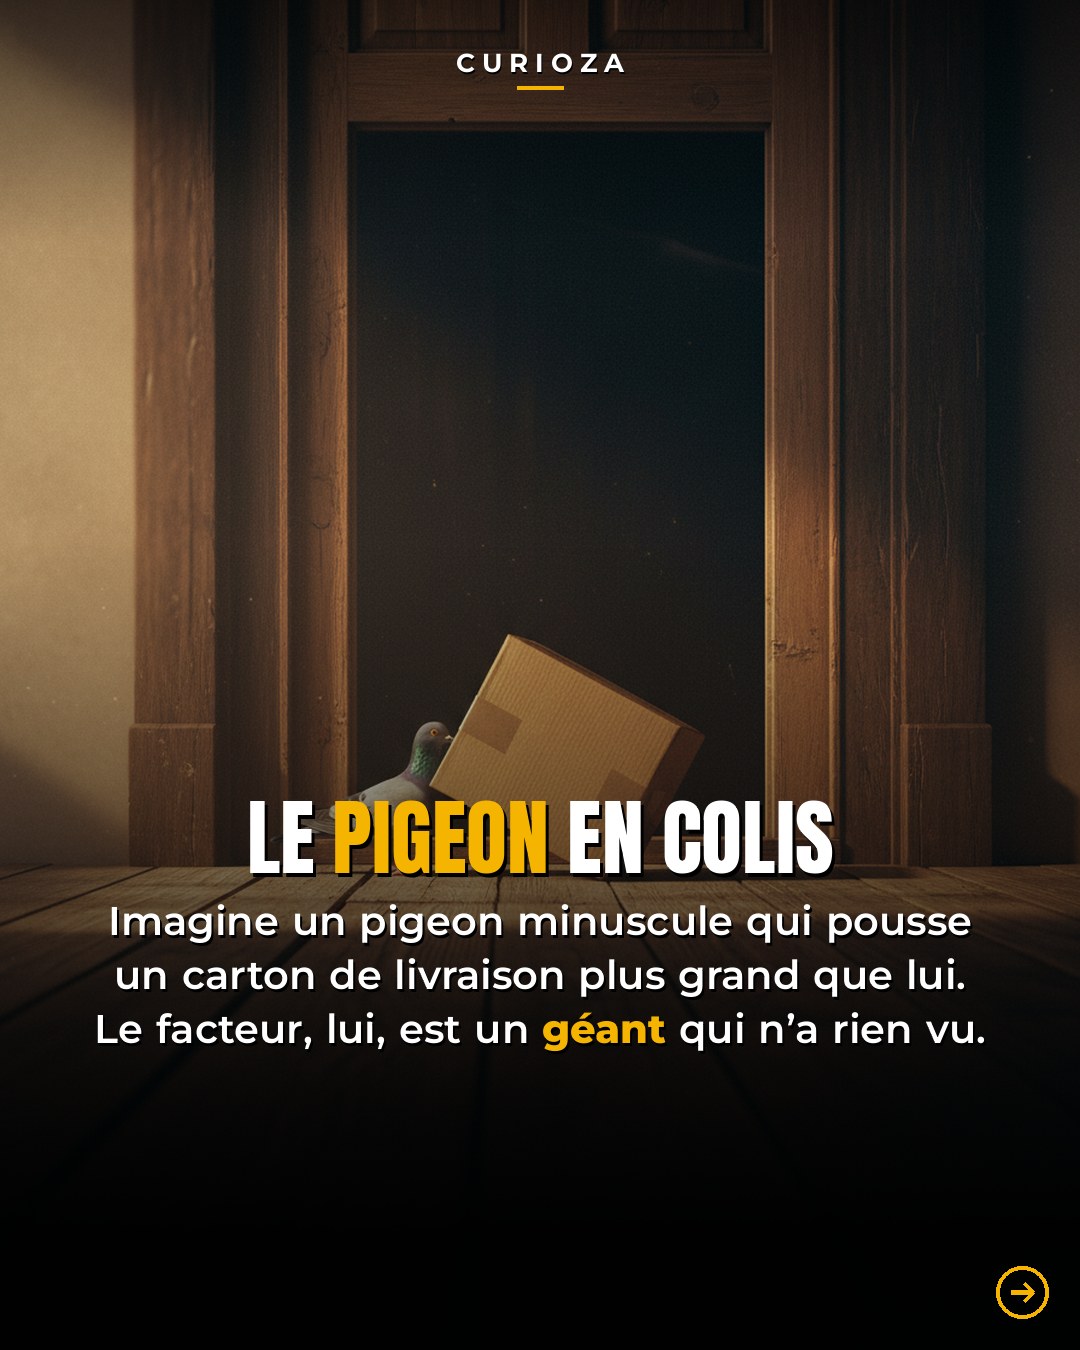 CURIOZA
LE PIGEON EN COLIS
Imagine un pigeon minuscule qui pousse
un carton de livraison plus grand que lui.
Le facteur, lui, est un géant qui n’a rien vu.